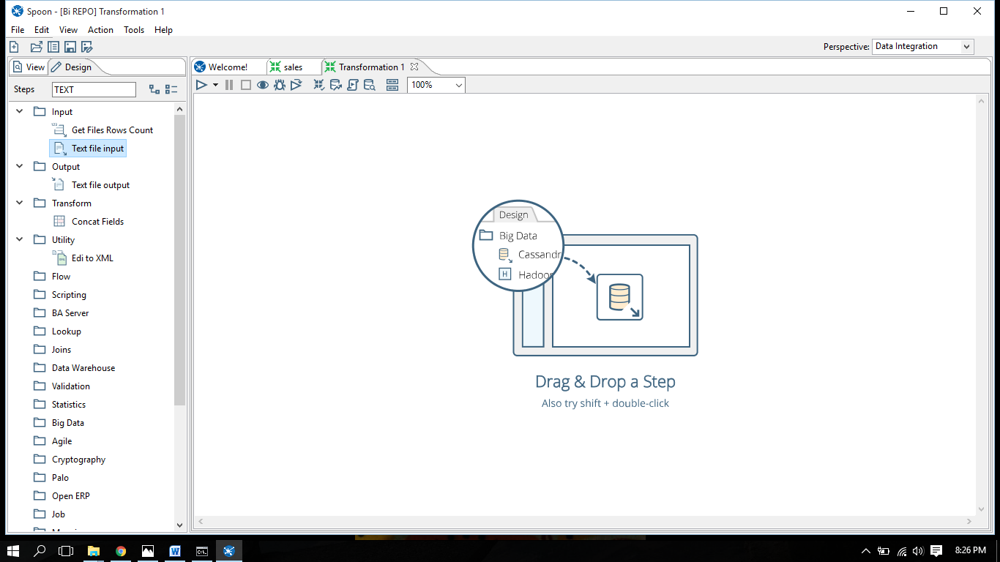 Spoon - [Bi REPO] Transformation 1
File Edit View Action Tools Help
Perspective: Data Integration
View Design
Welcome! sales Transformation 1
Steps TEXT
100%
Input
Get Files Rows Count
Text file input
Output
Text file output
Transform
Concat Fields
Utility
Edi to XML
Flow
Scripting
BA Server
Lookup
Joins
Data Warehouse
Validation
Statistics
Big Data
Agile
Cryptography
Palo
Open ERP
Job
Design
Big Data
Cassandr
Hadoop
H
Drag & Drop a Step
Also try shift + double-click
8:26 PM